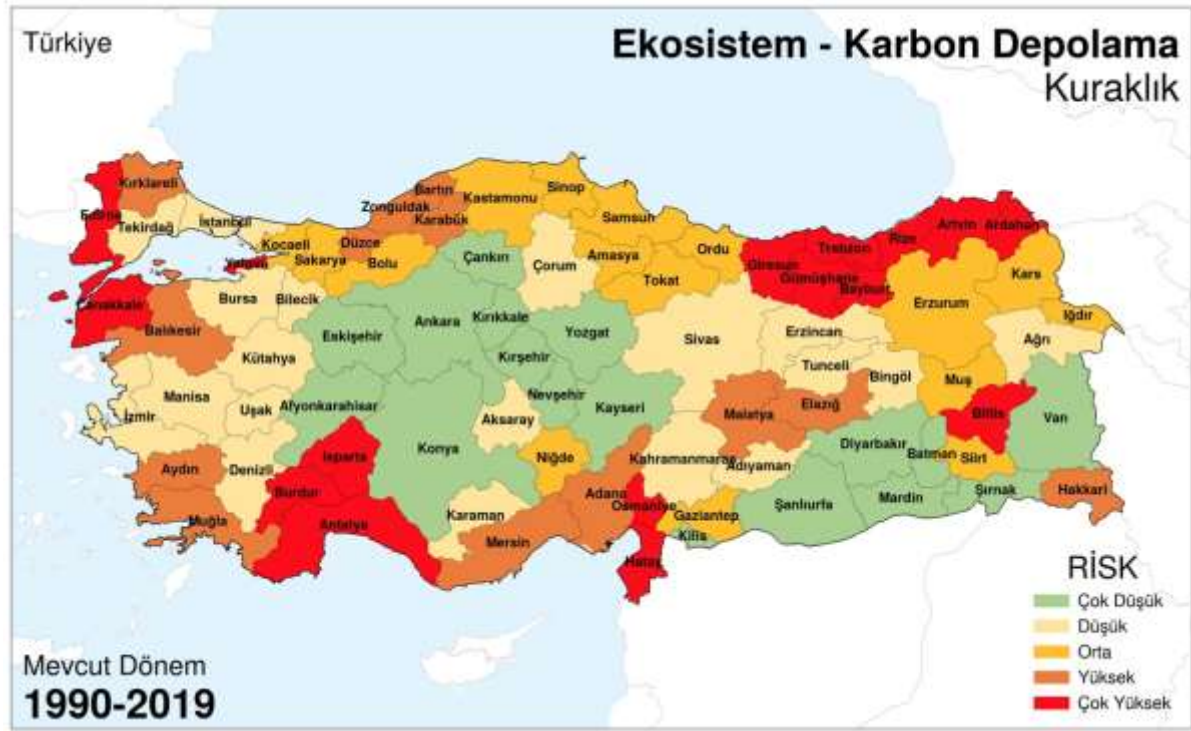 Türkiye
Ekosistem - Karbon Depolama
Kuraklık
Kırklareli
Edirne
Tekirdağ
İstanbul
Kocaeli
Yalova
Sakarya
Düzce
Bolu
Zonguldak
Bartın
Karabük
Kastamonu
Sinop
Samsun
Çankırı
Çorum
Amasya
Tokat
Ordu
Giresun
Gümüşhane
Trabzon
Bayburt
Rize
Artvin
Ardahan
Kars
Erzurum
Iğdır
Ağrı
Çanakkale
Balıkesir
Bursa
Bilecik
Kütahya
Eskişehir
Ankara
Kırıkkale
Kırşehir
Yozgat
Sivas
Erzincan
Tunceli
Bingöl
Muş
Bitlis
Van
Manisa
İzmir
Uşak
Afyonkarahisar
Konya
Aksaray
Nevşehir
Kayseri
Niğde
Malatya
Elazığ
Diyarbakır
Batman
Siirt
Şırnak
Hakkari
Aydın
Denizli
Muğla
Burdur
Isparta
Antalya
Karaman
Mersin
Adana
Osmaniye
Hatay
Kahramanmaraş
Adıyaman
Gaziantep
Kilis
Şanlıurfa
Mardin
RİSK
Çok Düşük
Düşük
Orta
Yüksek
Çok Yüksek
Mevcut Dönem
1990-2019